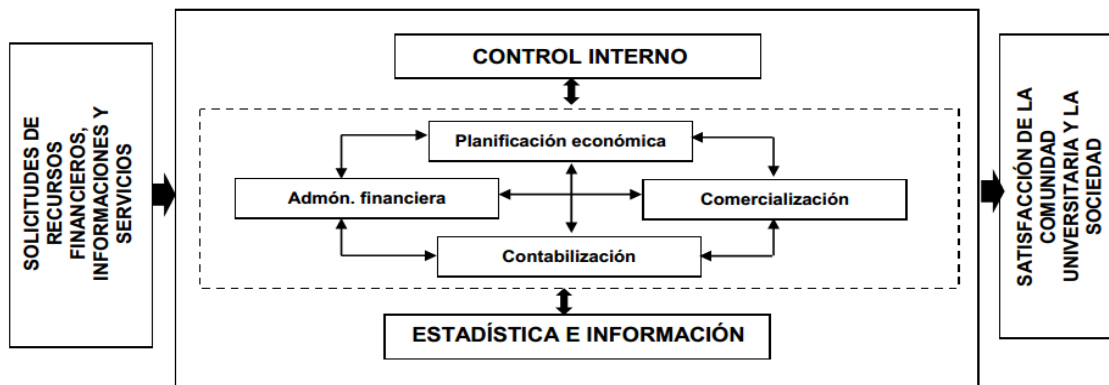 SOLICITUDES DE
RECURSOS
FINANCIEROS,
INFORMACIONES Y
SERVICIOS
CONTROL INTERNO
Planificación económica
Admón. financiera
Comercialización
Contabilización
ESTADÍSTICA E INFORMACIÓN
SATISFACCIÓN DE LA
COMUNIDAD
UNIVERSITARIA Y LA
SOCIEDAD